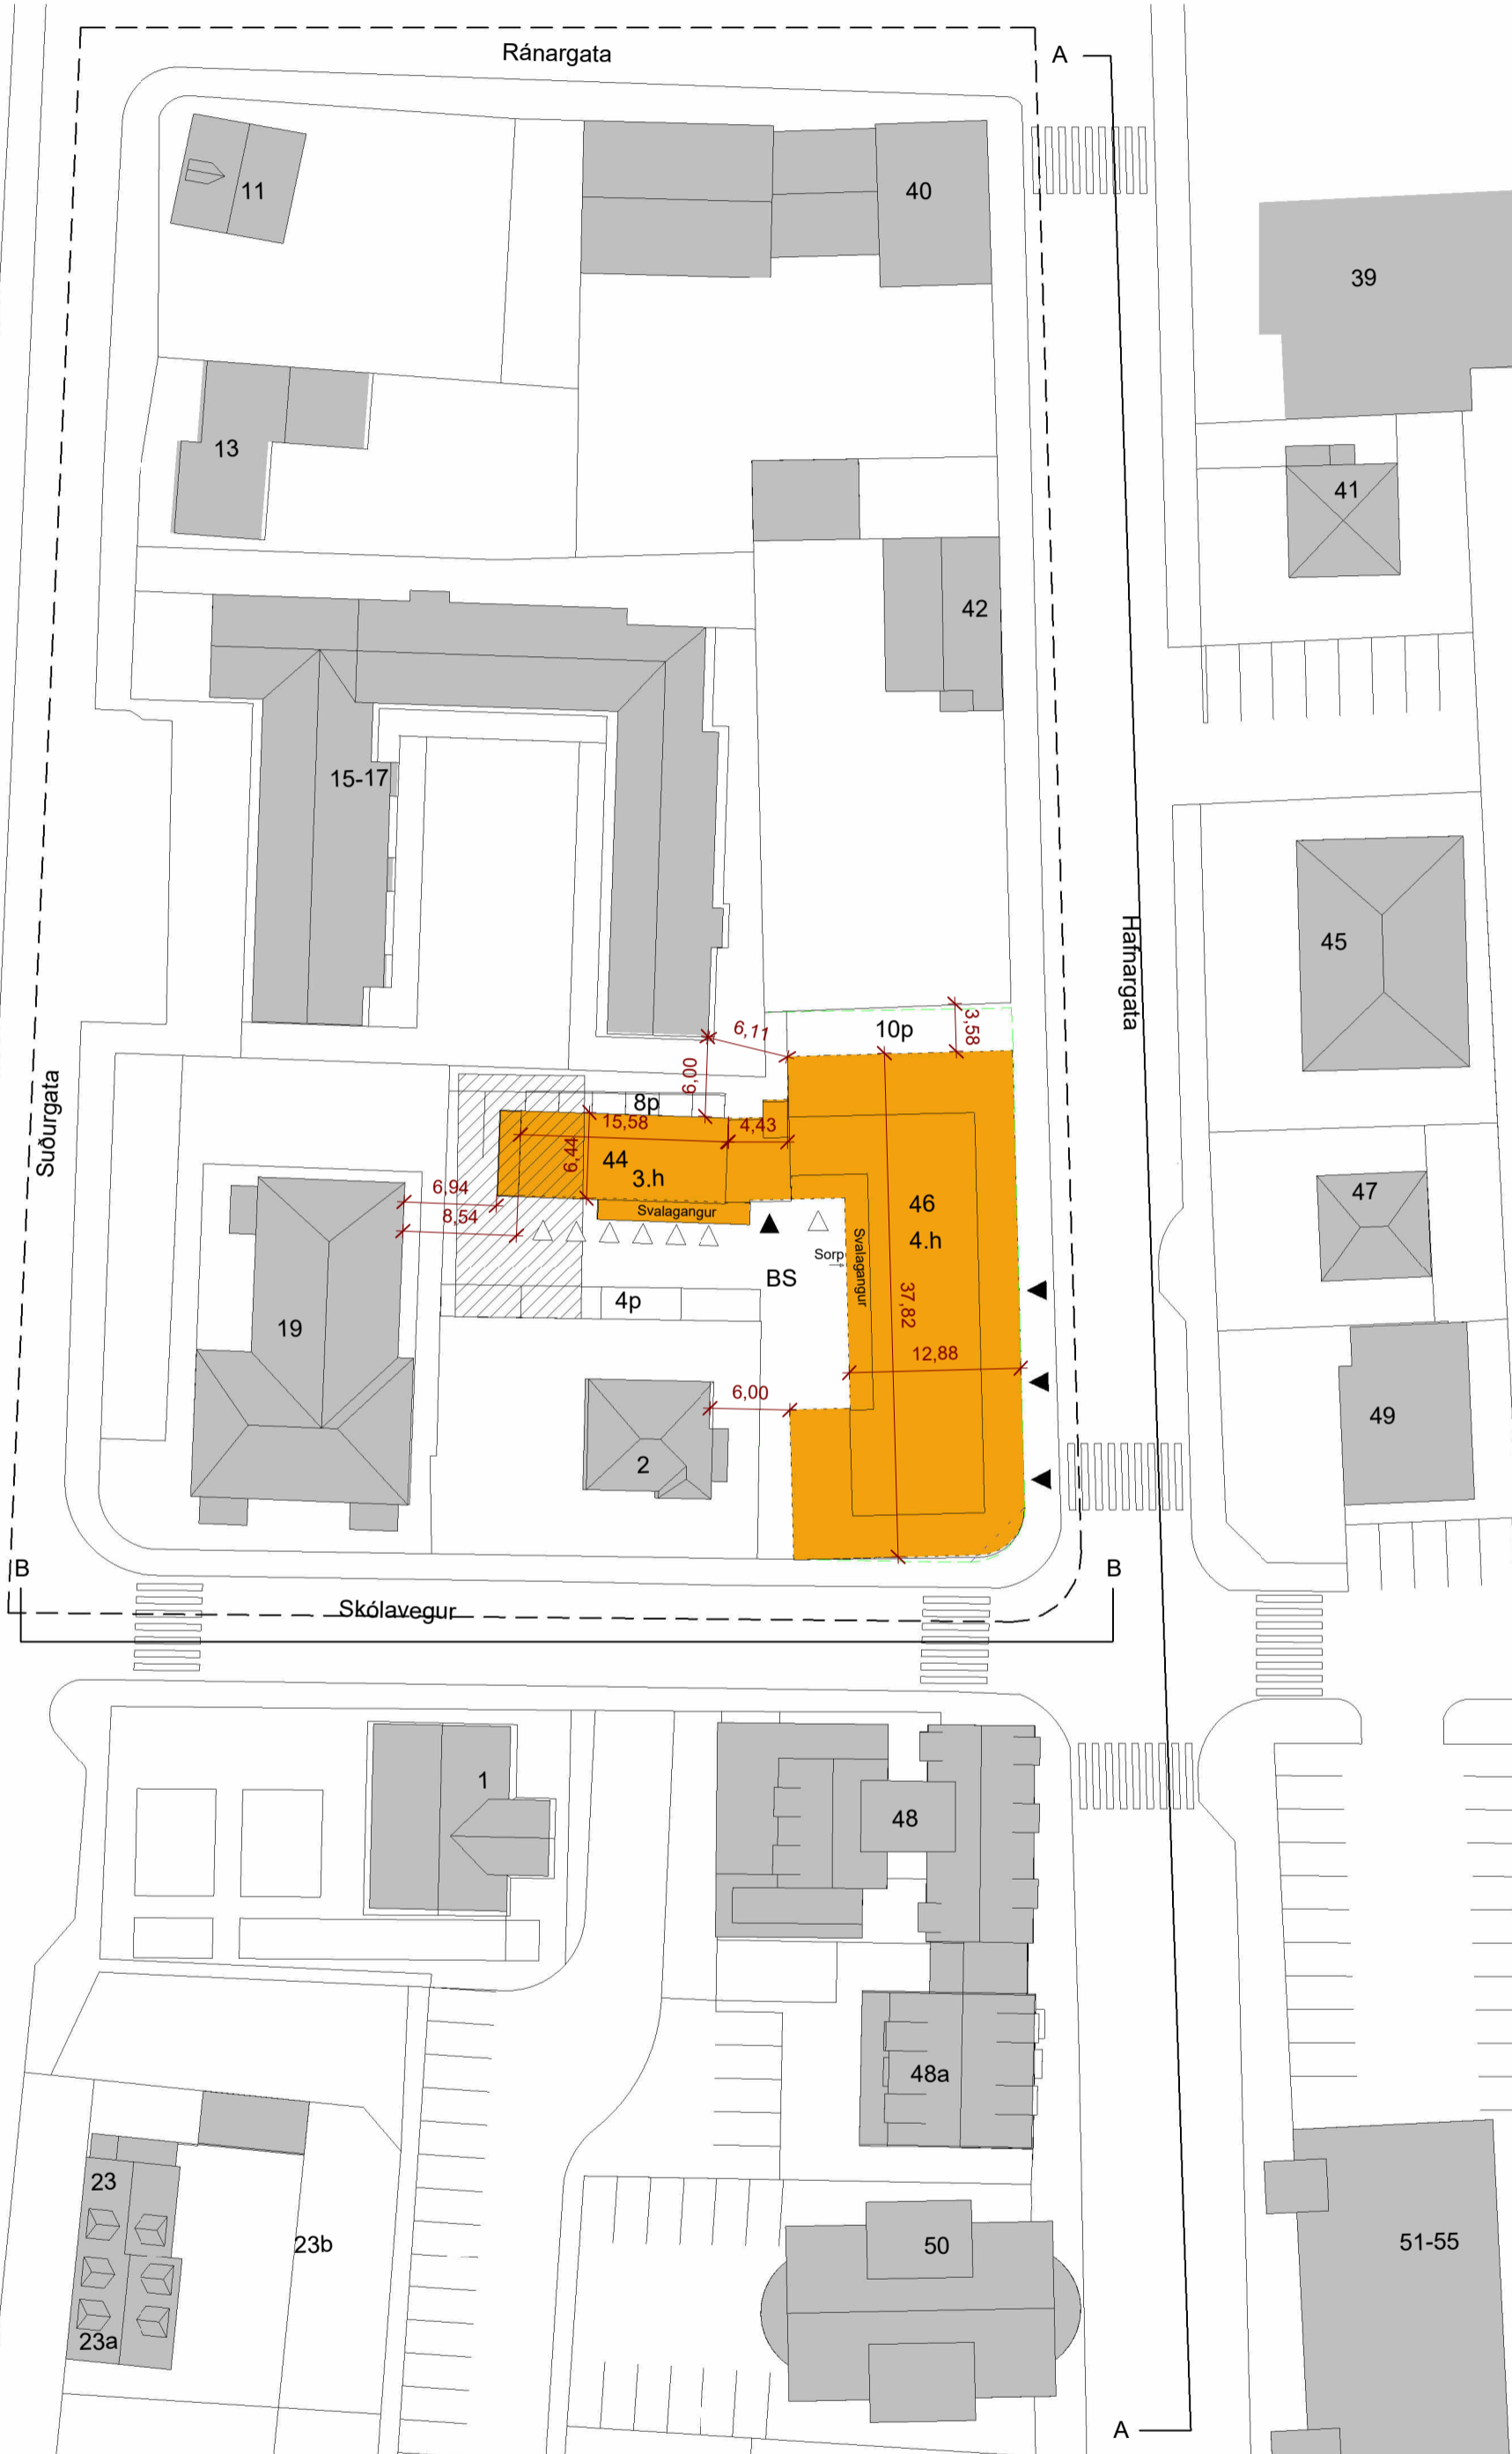 Ránargata
A
11
40
39
13
41
42
15-17
Hafnargata
45
10p
3,58
6,11
6,00
Suðurgata
8p
15,58
4,43
6,44
44
3.h
6,94
8,54
Svalagangur
46
4.h
47
Sorp
Svalagangur
BS
37,82
4p
19
12,88
6,00
49
2
B
B
Skólavegur
1
48
48a
23
23b
50
51-55
23a
A